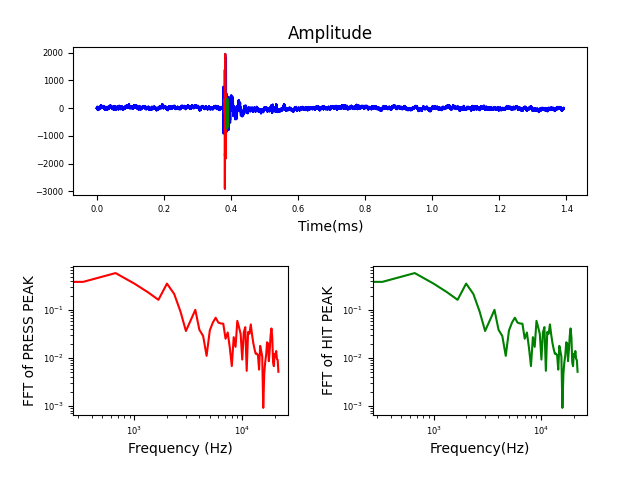 Amplitude
2000
1000
0
−1000
−2000
−3000
0.0 0.2 0.4 0.6 0.8 1.0 1.2 1.4
Time(ms)
FFT of PRESS PEAK
10⁻¹
10⁻²
10⁻³
10³ 10⁴
Frequency (Hz)
FFT of HIT PEAK
10⁻¹
10⁻²
10⁻³
10³ 10⁴
Frequency(Hz)